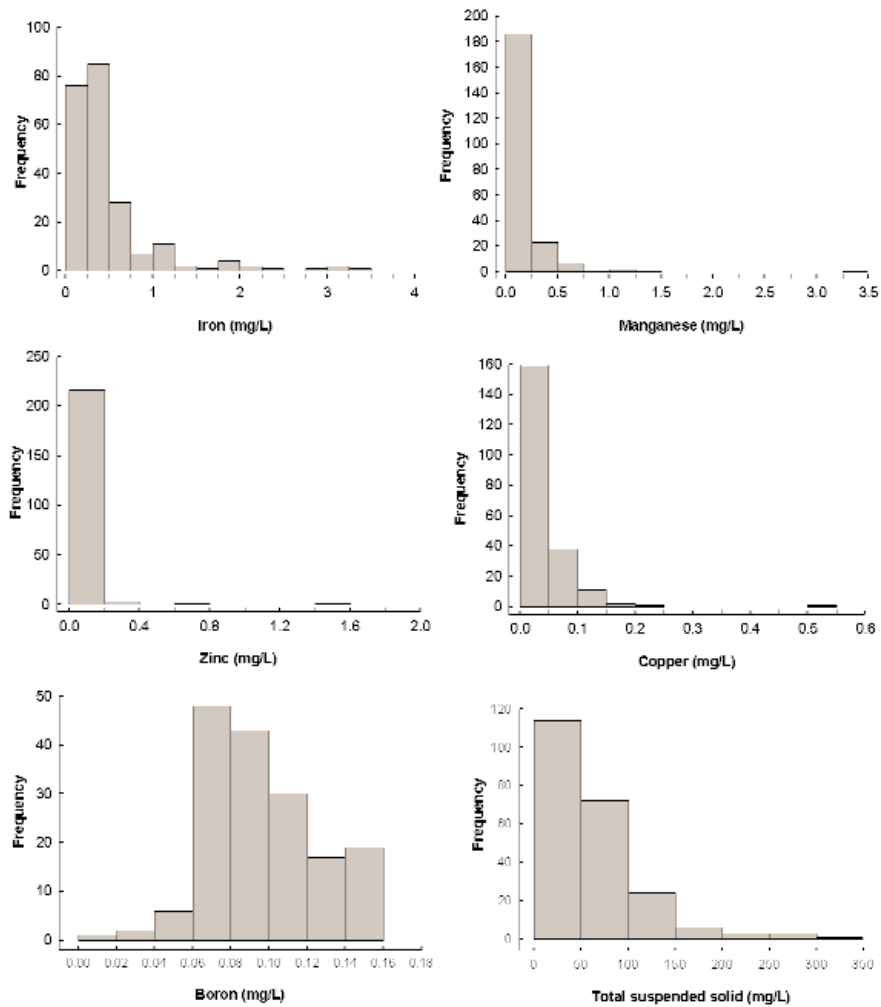 Frequency
100
80
60
40
20
0
0 1 2 3 4
Iron (mg/L)
Frequency
200
180
160
140
120
100
80
60
40
20
0
0.0 0.5 1.0 1.5 2.0 2.5 3.0 3.5
Manganese (mg/L)
Frequency
250
200
150
100
50
0
0.0 0.4 0.8 1.2 1.6 2.0
Zinc (mg/L)
Frequency
160
140
120
100
80
60
40
20
0
0.0 0.1 0.2 0.3 0.4 0.5 0.6
Copper (mg/L)
Frequency
50
40
30
20
10
0
0.00 0.02 0.04 0.06 0.08 0.10 0.12 0.14 0.16 0.18
Boron (mg/L)
Frequency
120
100
80
60
40
20
0
0 50 100 150 200 250 300 350
Total suspended solid (mg/L)